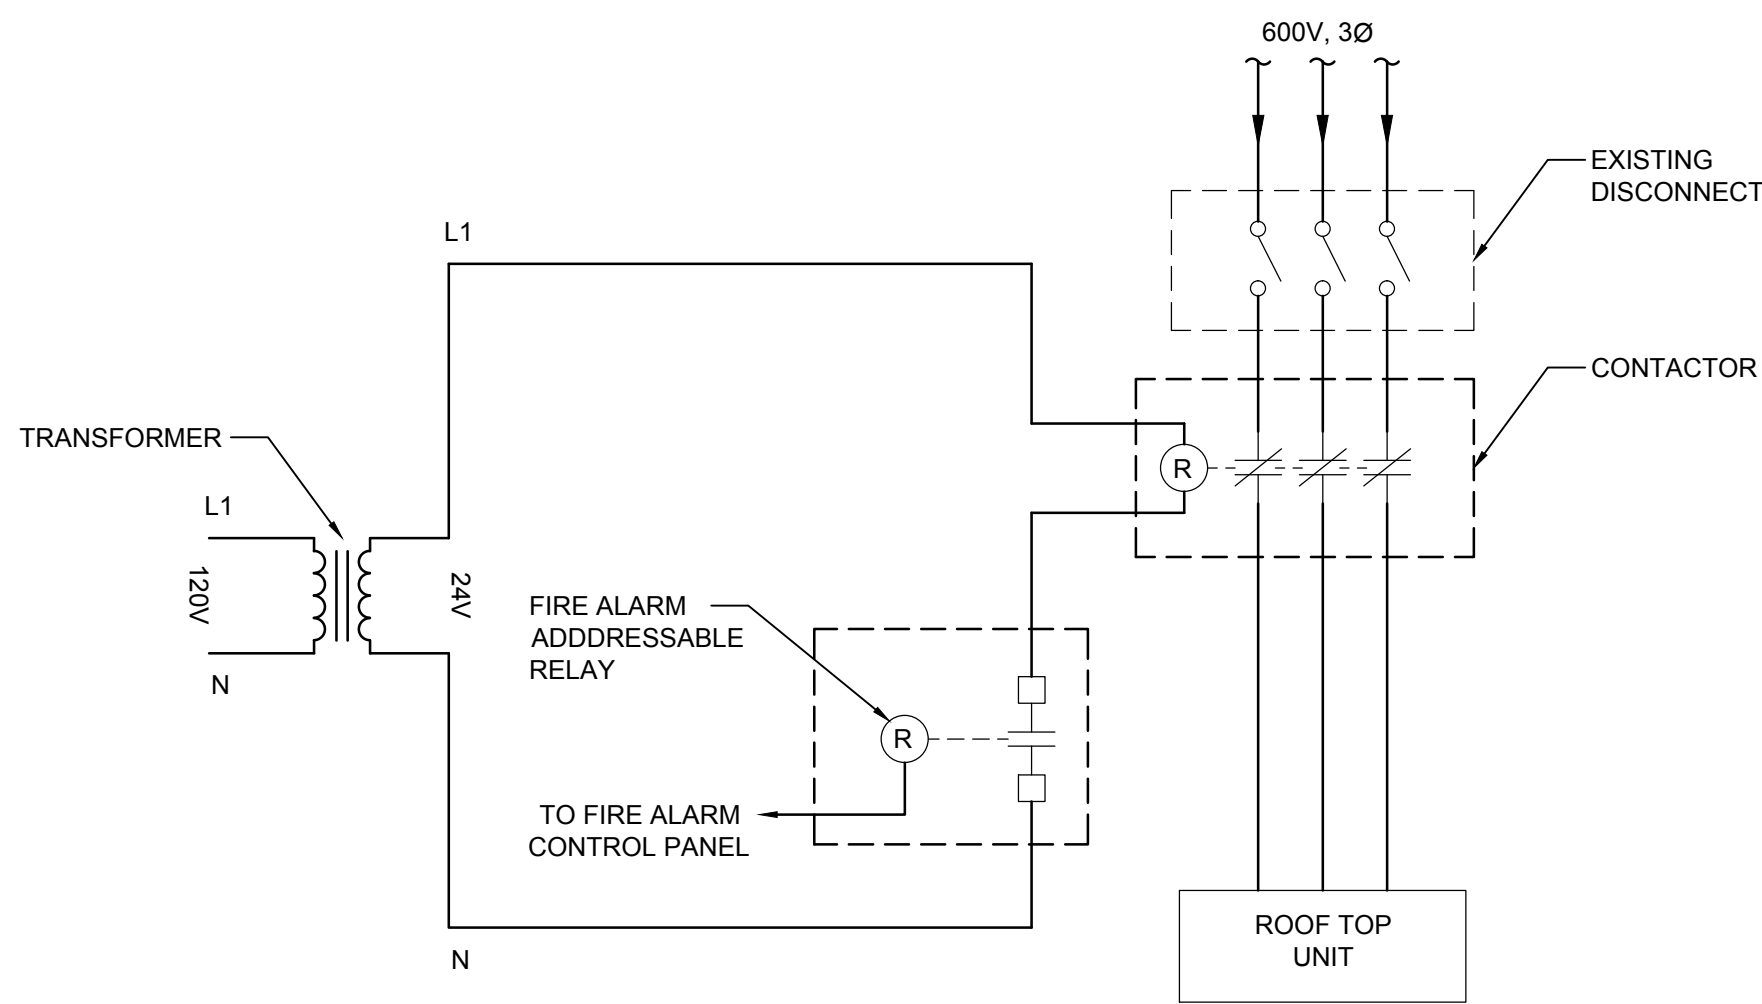 600V, 3Ø
EXISTING
DISCONNECT
L1
CONTACTOR
TRANSFORMER
R
L1
120V
24V
N
FIRE ALARM
ADDDRESSABLE
RELAY
R
TO FIRE ALARM
CONTROL PANEL
N
ROOF TOP
UNIT